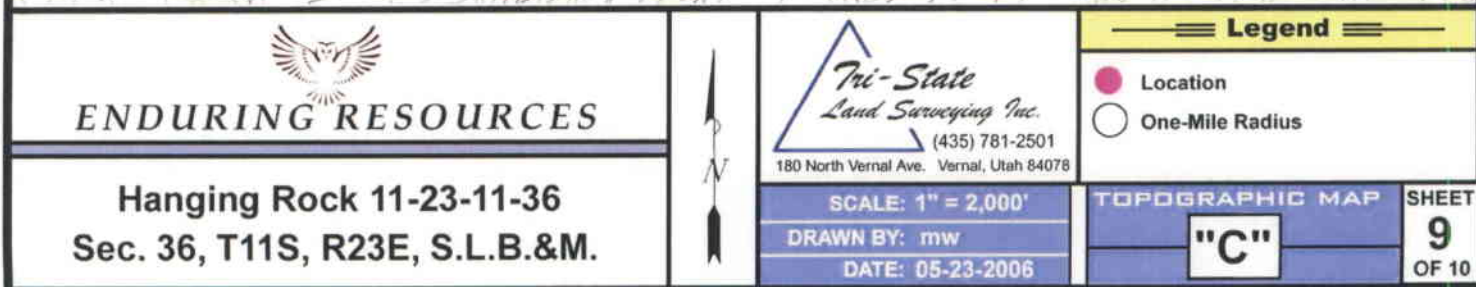 ENDURING RESOURCES
Hanging Rock 11-23-11-36
Sec. 36, T11S, R23E, S.L.B.&M.
N
Tri-State
Land Surveying Inc.
(435) 781-2501
180 North Vernal Ave. Vernal, Utah 84078
SCALE: 1" = 2,000'
DRAWN BY: mw
DATE: 05-23-2006
Legend
Location
One-Mile Radius
TOPOGRAPHIC MAP
"C"
SHEET
9
OF 10